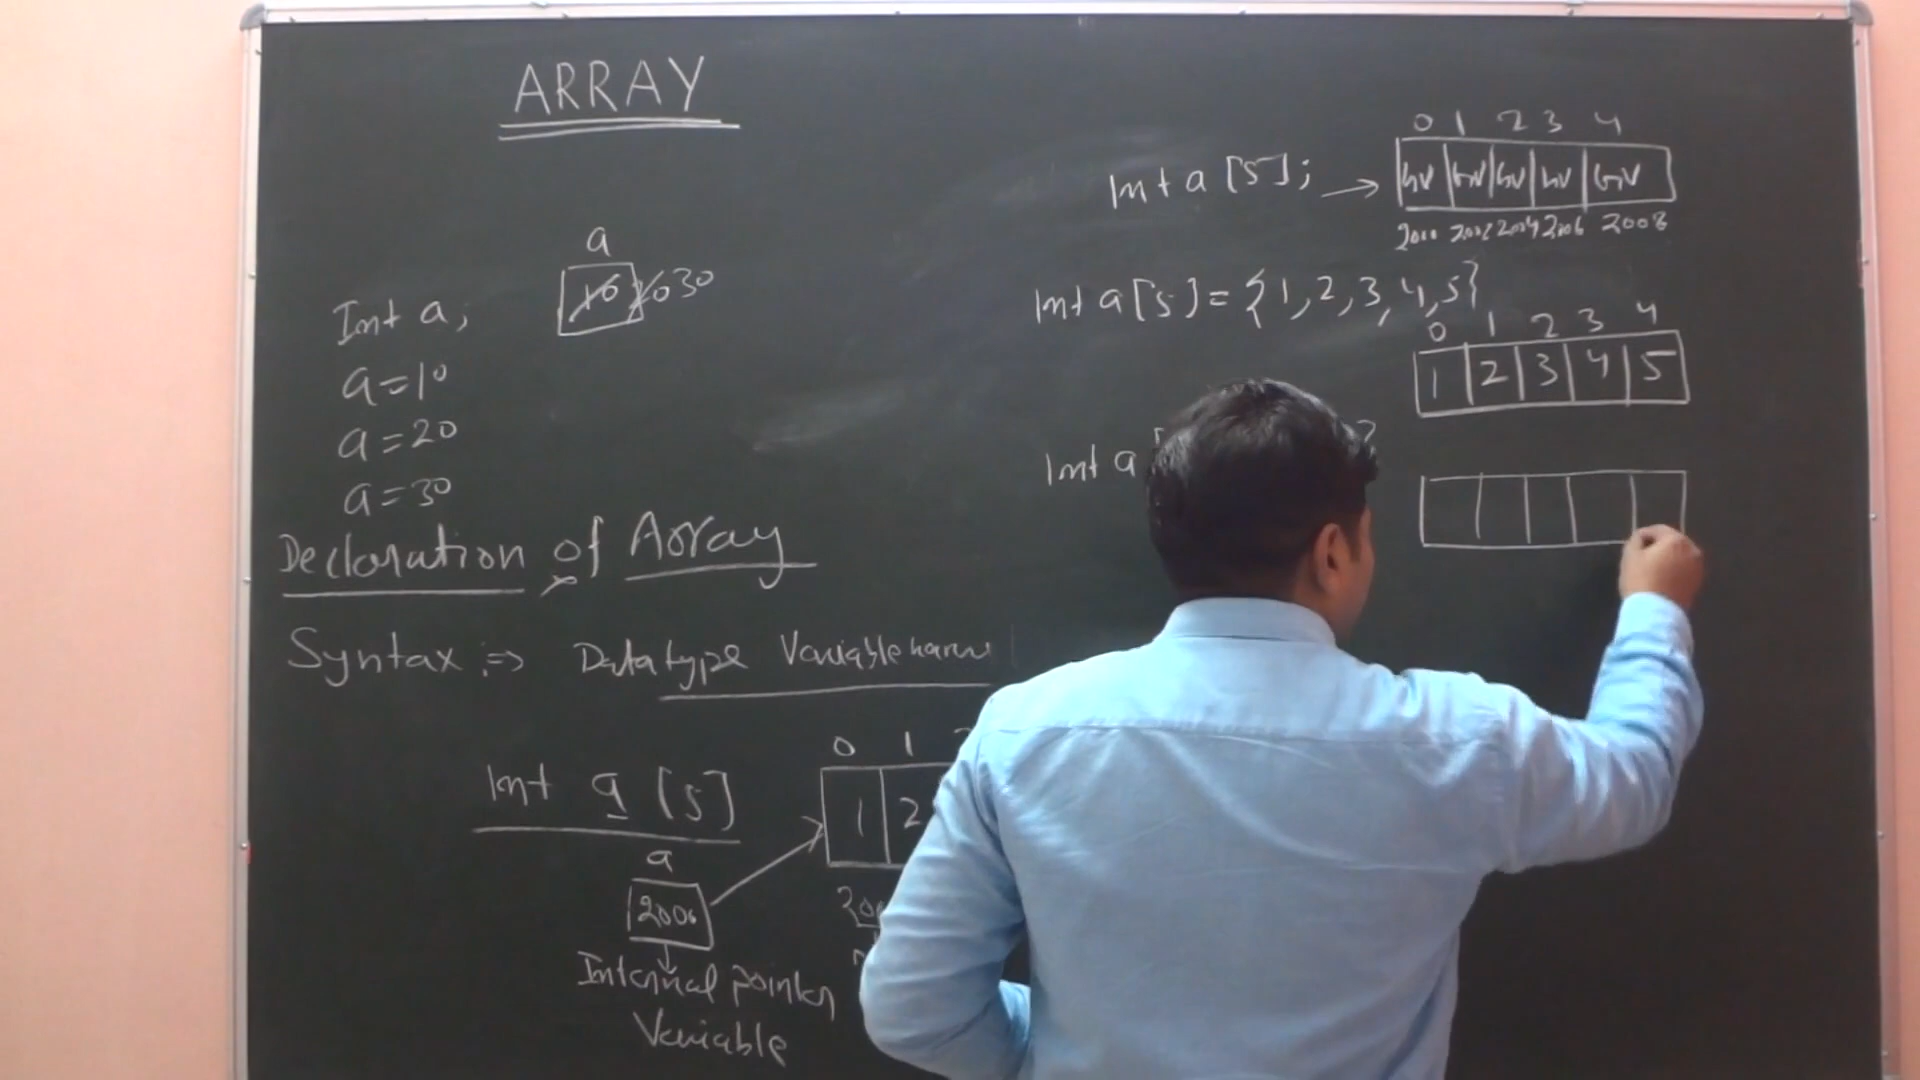 ARRAY
a
10 20 30
Int a;
a=10
a=20
a=30
Declaration of Array
Syntax :⇒ Datatype Variablename
Int a [5]
a
2000
Internal pointer
Variable
0 1
1 2
Int a [5]; →
0 1 2 3 4
GV GV GV GV GV
2000 2002 2004 2006 2008
Int a[5] = {1,2,3,4,5}
0 1 2 3 4
1 2 3 4 5
Int a